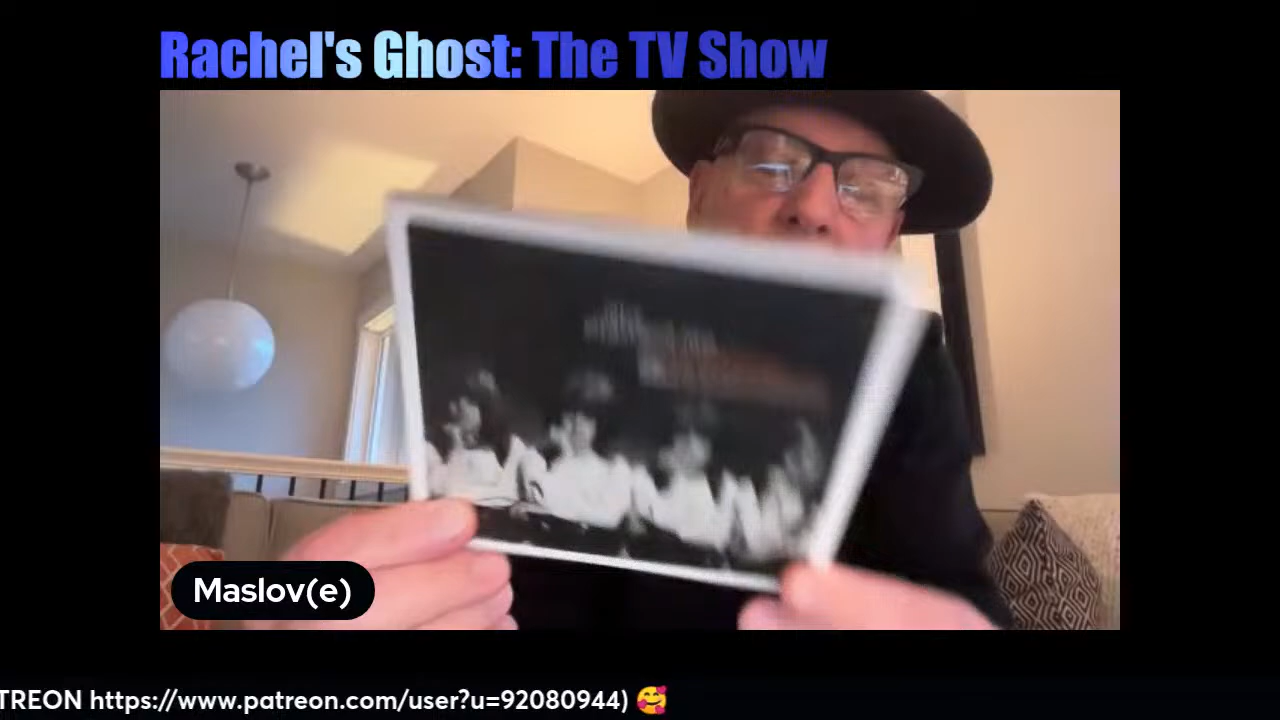 Rachel's Ghost: The TV Show
Maslov(e)
TREON https://www.patreon.com/user?u=92080944) 🥰